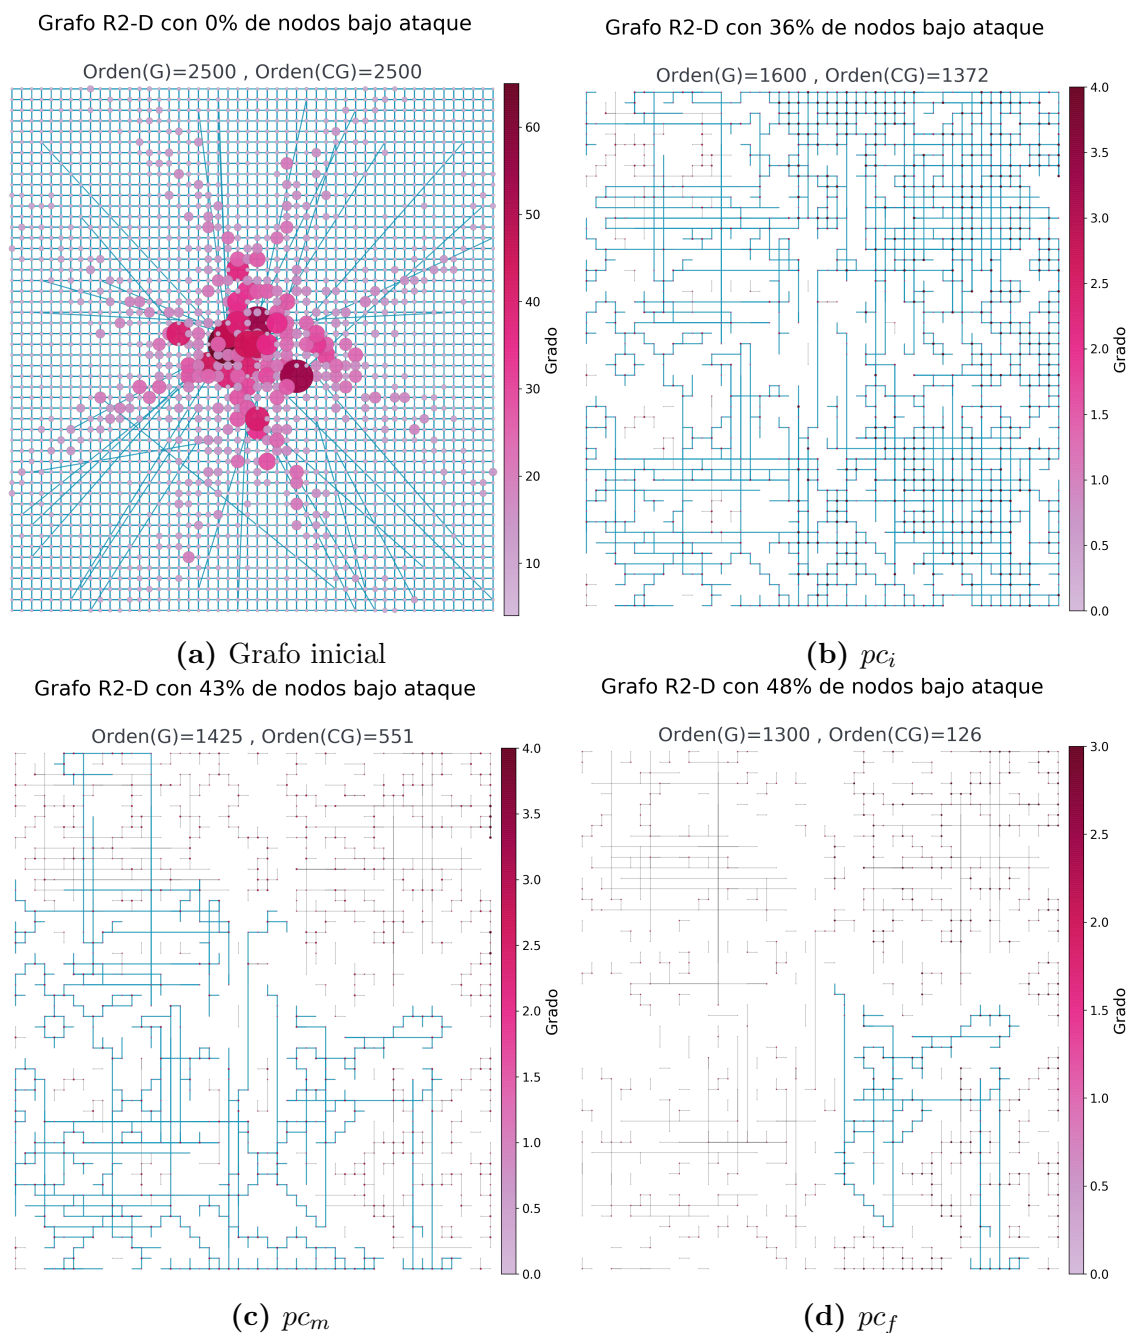 Grafo R2-D con 0% de nodos bajo ataque
Orden(G)=2500 , Orden(CG)=2500
60
50
40
30
20
10
Grado
(a) Grafo inicial
Grafo R2-D con 36% de nodos bajo ataque
Orden(G)=1600 , Orden(CG)=1372
4.0
3.5
3.0
2.5
2.0
1.5
1.0
0.5
0.0
Grado
(b) pc_i
Grafo R2-D con 43% de nodos bajo ataque
Orden(G)=1425 , Orden(CG)=551
4.0
3.5
3.0
2.5
2.0
1.5
1.0
0.5
0.0
Grado
(c) pc_m
Grafo R2-D con 48% de nodos bajo ataque
Orden(G)=1300 , Orden(CG)=126
3.0
2.5
2.0
1.5
1.0
0.5
0.0
Grado
(d) pc_f